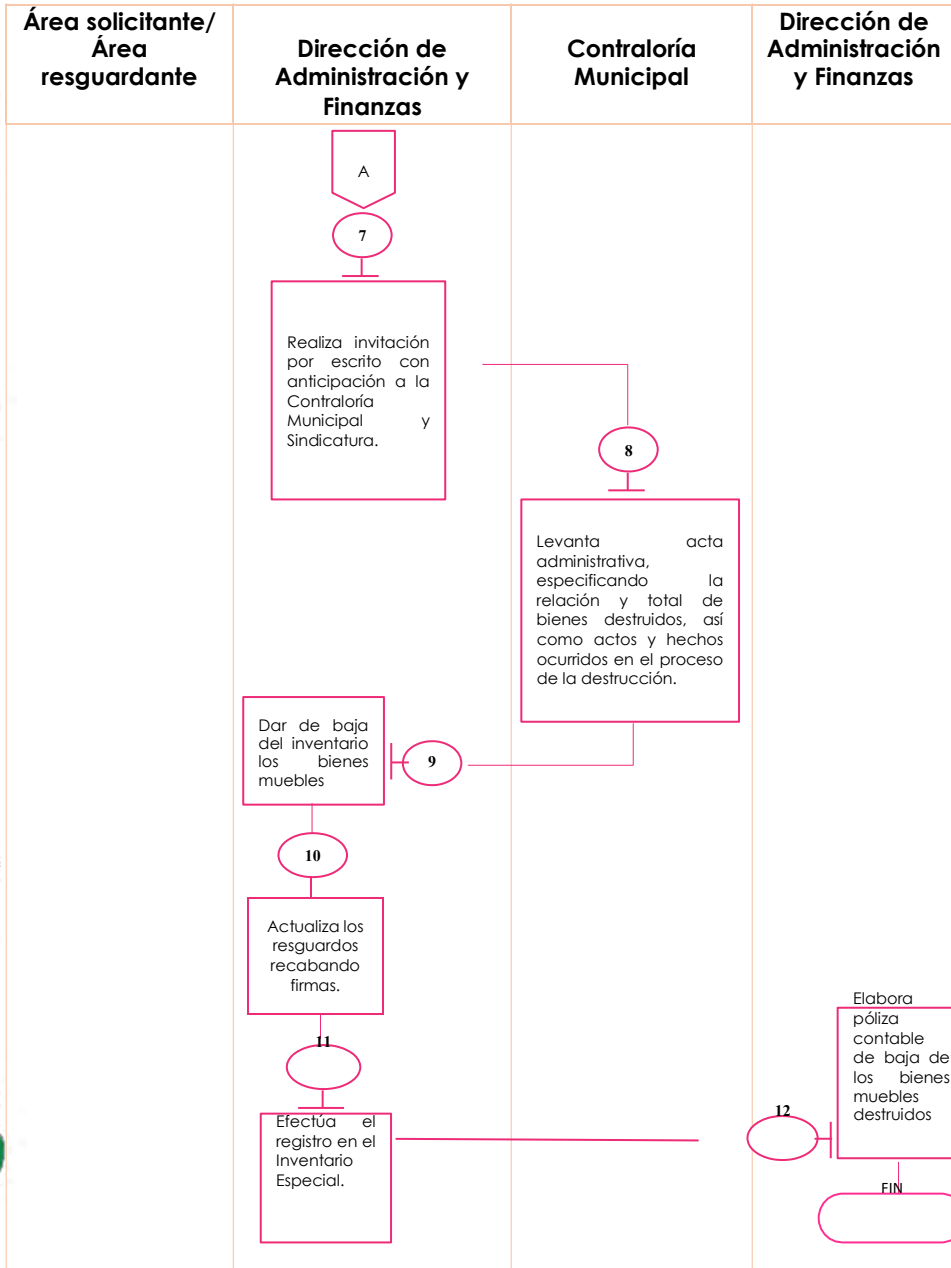 Área solicitante/
Área
resguardante
Dirección de
Administración y
Finanzas
Contraloría
Municipal
Dirección de
Administración
y Finanzas
A
7
Realiza invitación
por escrito con
anticipación a la
Contraloría
Municipal y
Sindicatura.
8
Levanta acta
administrativa,
especificando la
relación y total de
bienes destruidos, así
como actos y hechos
ocurridos en el proceso
de la destrucción.
Dar de baja
del inventario
los bienes
muebles
9
10
Actualiza los
resguardos
recabando
firmas.
11
Efectúa el
registro en el
Inventario
Especial.
12
Elabora
póliza
contable
de baja de
los bienes
muebles
destruidos
FIN